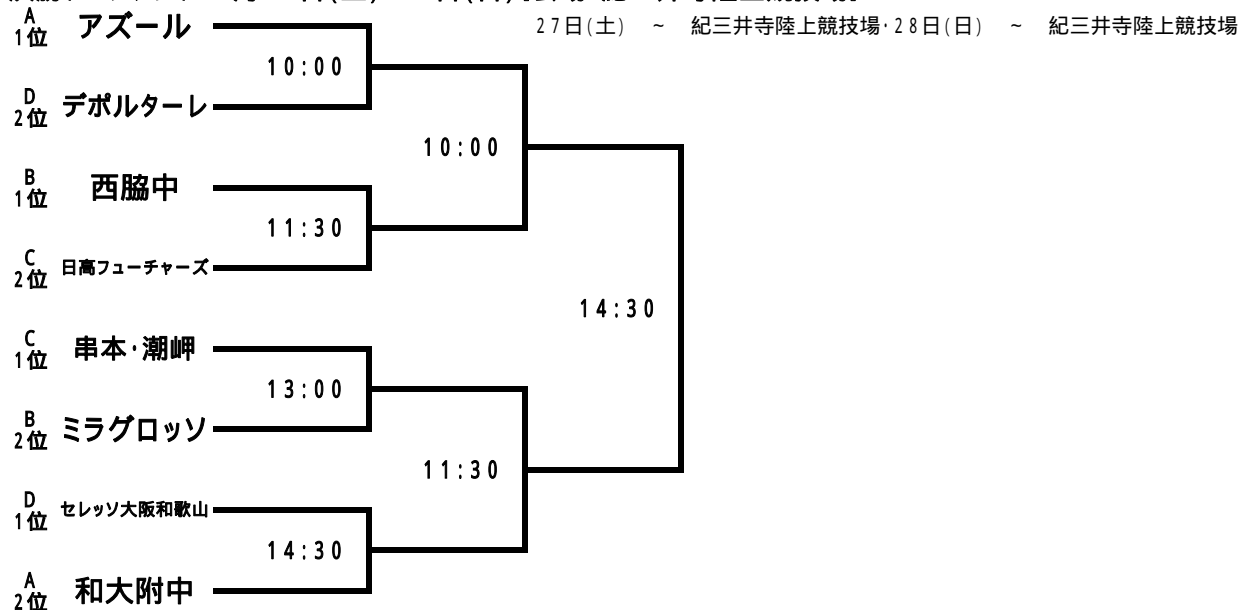 27日(土) ~ 紀三井寺陸上競技場・28日(日) ~ 紀三井寺陸上競技場
A
1位 アズール
10:00
D
2位 デポルターレ
10:00
B
1位 西脇中
11:30
C
2位 日高フューチャーズ
14:30
C
1位 串本・潮岬
13:00
B
2位 ミラグロッソ
11:30
D
1位 セレッソ大阪和歌山
14:30
A
2位 和大附中